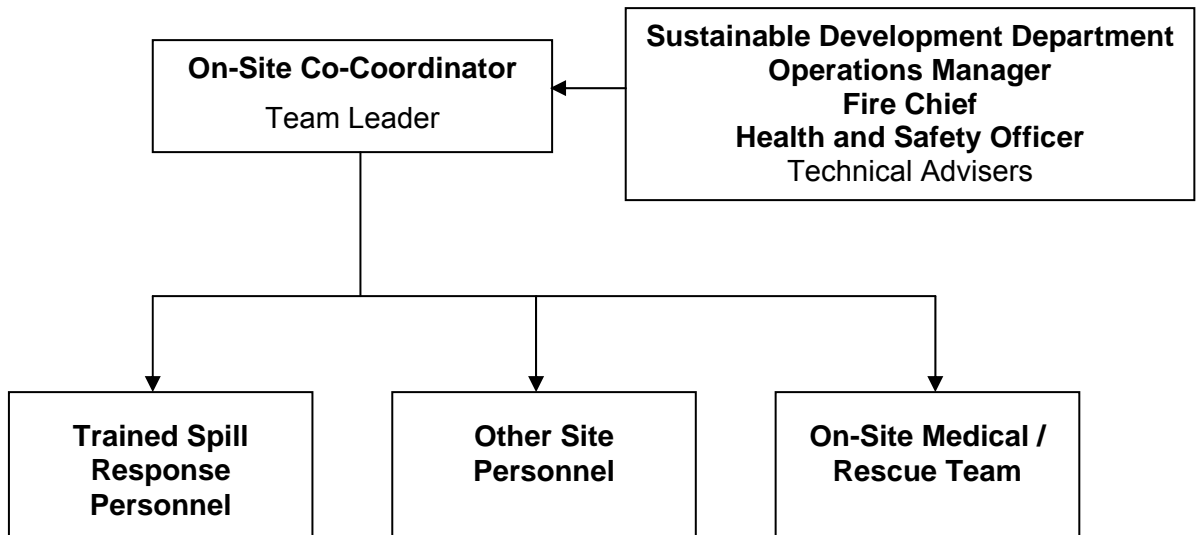 On-Site Co-Coordinator
Team Leader
Sustainable Development Department
Operations Manager
Fire Chief
Health and Safety Officer
Technical Advisers
Trained Spill
Response
Personnel
Other Site
Personnel
On-Site Medical /
Rescue Team